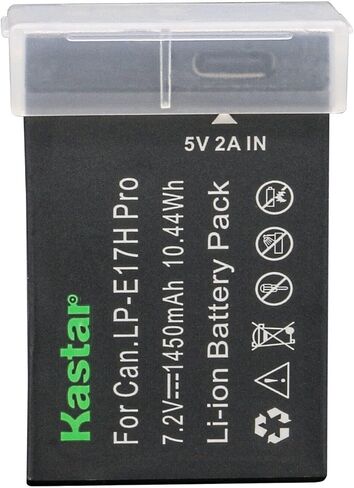 5V 2A IN
Kastar®
For Can.LP-E17H Pro
7.2V⎓1450mAh 10.44Wh
Li-ion Battery Pack